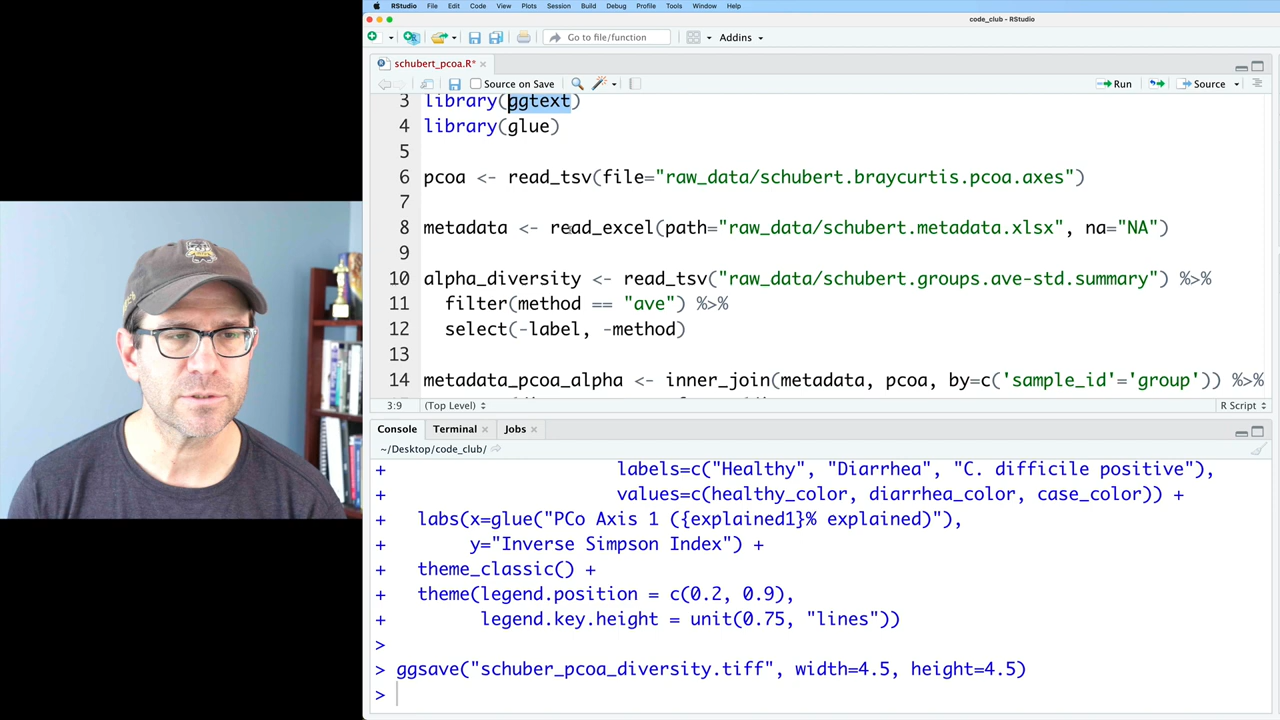 RStudio File Edit Code View Plots Session Build Debug Profile Tools Window Help
code_club - RStudio
Go to file/function Addins
schubert_pcoa.R*
Source on Save Run Source
3 library(ggtext)
4 library(glue)
5
6 pcoa <- read_tsv(file="raw_data/schubert.braycurtis.pcoa.axes")
7
8 metadata <- read_excel(path="raw_data/schubert.metadata.xlsx", na="NA")
9
10 alpha_diversity <- read_tsv("raw_data/schubert.groups.ave-std.summary") %>%
11 filter(method == "ave") %>%
12 select(-label, -method)
13
14 metadata_pcoa_alpha <- inner_join(metadata, pcoa, by=c('sample_id'='group')) %>%
3:9 (Top Level) R Script
Console Terminal Jobs
~/Desktop/code_club/
+ labels=c("Healthy", "Diarrhea", "C. difficile positive"),
+ values=c(healthy_color, diarrhea_color, case_color)) +
+ labs(x=glue("PCo Axis 1 ({explained1}% explained)"),
+ y="Inverse Simpson Index") +
+ theme_classic() +
+ theme(legend.position = c(0.2, 0.9),
+ legend.key.height = unit(0.75, "lines"))
>
> ggsave("schuber_pcoa_diversity.tiff", width=4.5, height=4.5)
>